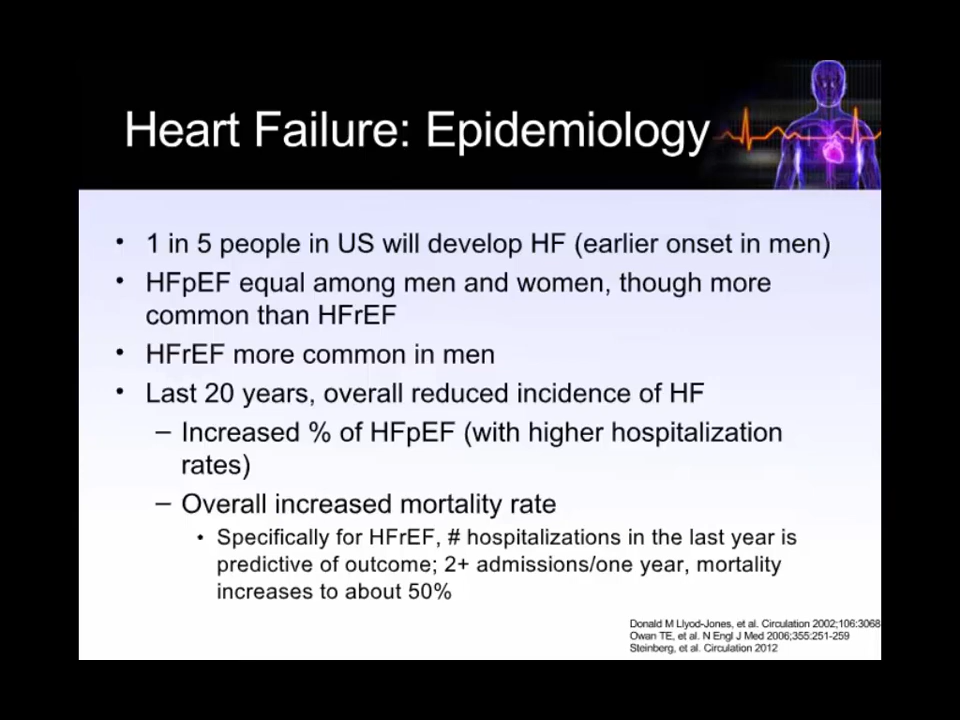 Heart Failure: Epidemiology
• 1 in 5 people in US will develop HF (earlier onset in men)
• HFpEF equal among men and women, though more
common than HFrEF
• HFrEF more common in men
• Last 20 years, overall reduced incidence of HF
– Increased % of HFpEF (with higher hospitalization
rates)
– Overall increased mortality rate
• Specifically for HFrEF, # hospitalizations in the last year is
predictive of outcome; 2+ admissions/one year, mortality
increases to about 50%
Donald M Llyod-Jones, et al. Circulation 2002;106:3068
Owan TE, et al. N Engl J Med 2006;355:251-259
Steinberg, et al. Circulation 2012